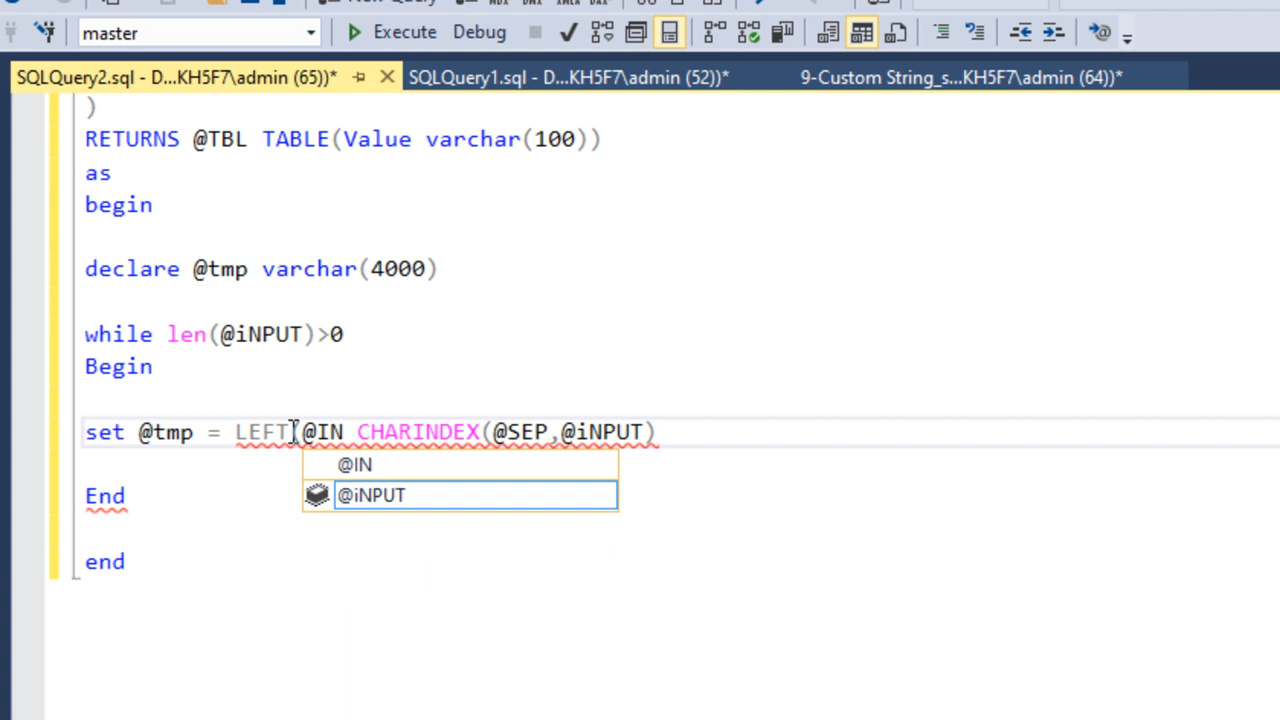 master
Execute
Debug
SQLQuery2.sql - D...KH5F7\admin (65))*
SQLQuery1.sql - D...KH5F7\admin (52))*
9-Custom String_s...KH5F7\admin (64))*
)
RETURNS @TBL TABLE(Value varchar(100))
as
begin
declare @tmp varchar(4000)
while len(@iNPUT)>0
Begin
set @tmp = LEFT(@IN CHARINDEX(@SEP,@iNPUT)
@IN
@iNPUT
End
end